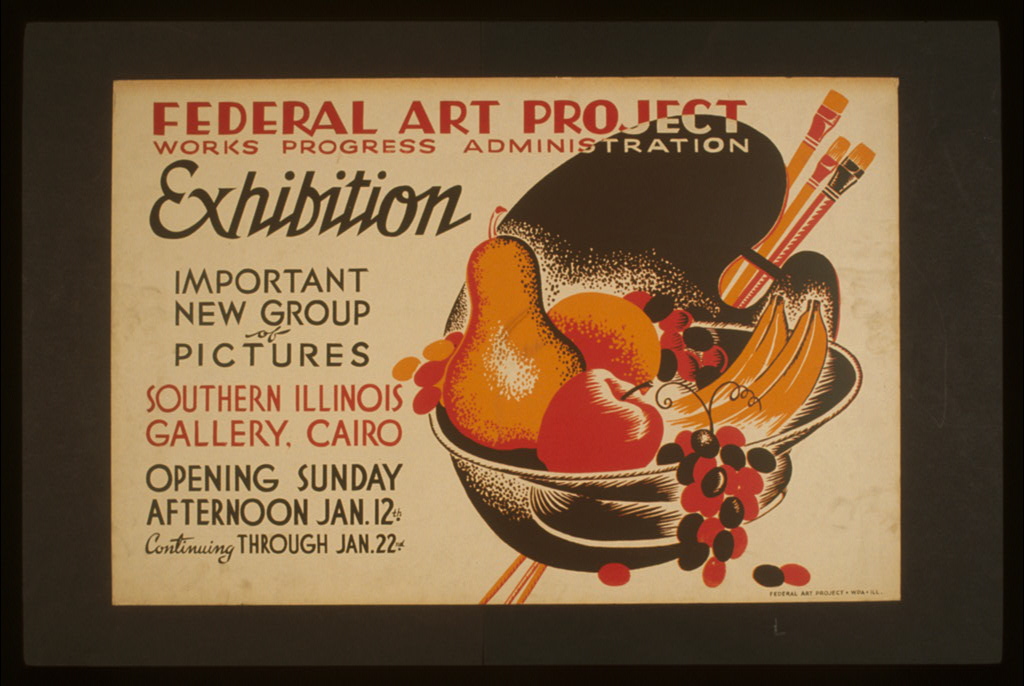 FEDERAL ART PROJECT
WORKS PROGRESS ADMINISTRATION
Exhibition
IMPORTANT
NEW GROUP
of
PICTURES
SOUTHERN ILLINOIS
GALLERY, CAIRO
OPENING SUNDAY
AFTERNOON JAN. 12th
Continuing THROUGH JAN. 22nd
FEDERAL ART PROJECT • WPA • ILL.
L